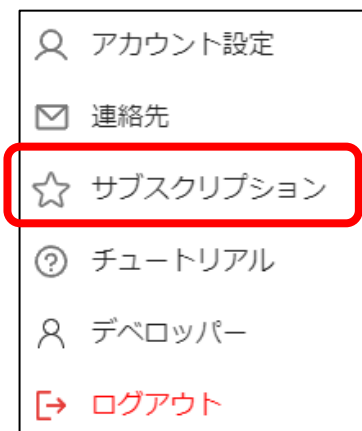 アカウント設定
連絡先
サブスクリプション
チュートリアル
デベロッパー
ログアウト